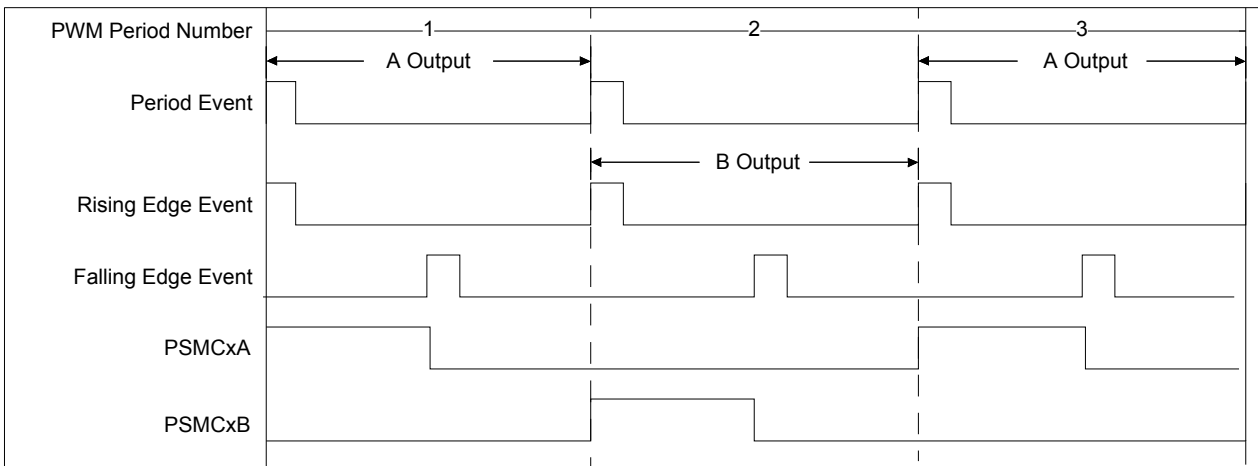 PWM Period Number
1
2
3
A Output
A Output
Period Event
B Output
Rising Edge Event
Falling Edge Event
PSMCxA
PSMCxB